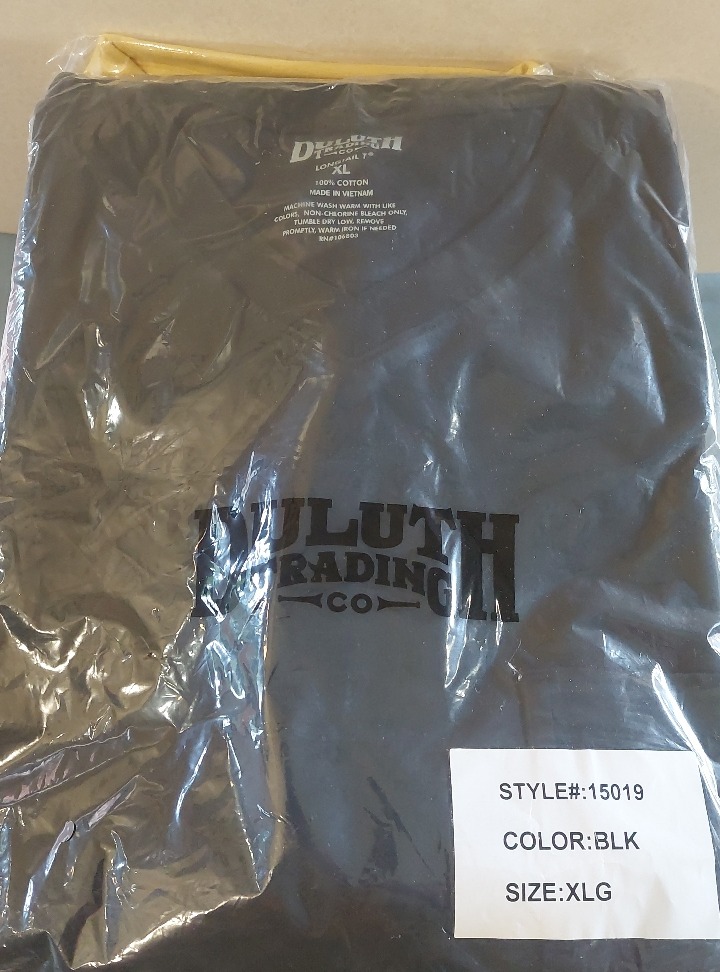 DULUTH
TRADING
CO
LONGTAIL T®
XL
100% COTTON
MADE IN VIETNAM
MACHINE WASH WARM WITH LIKE
COLORS, NON-CHLORINE BLEACH ONLY,
TUMBLE DRY LOW, REMOVE
PROMPTLY, WARM IRON IF NEEDED
RN#106803
DULUTH
TRADING
CO
STYLE#:15019
COLOR:BLK
SIZE:XLG